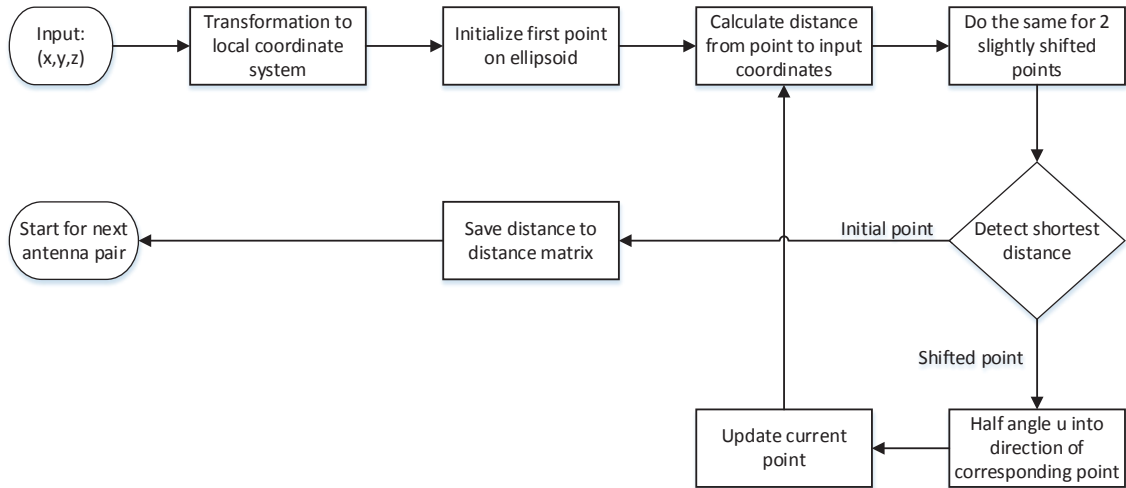 Input:
(x,y,z)
Transformation to
local coordinate
system
Initialize first point
on ellipsoid
Calculate distance
from point to input
coordinates
Do the same for 2
slightly shifted
points
Start for next
antenna pair
Save distance to
distance matrix
Initial point
Detect shortest
distance
Shifted point
Update current
point
Half angle u into
direction of
corresponding point